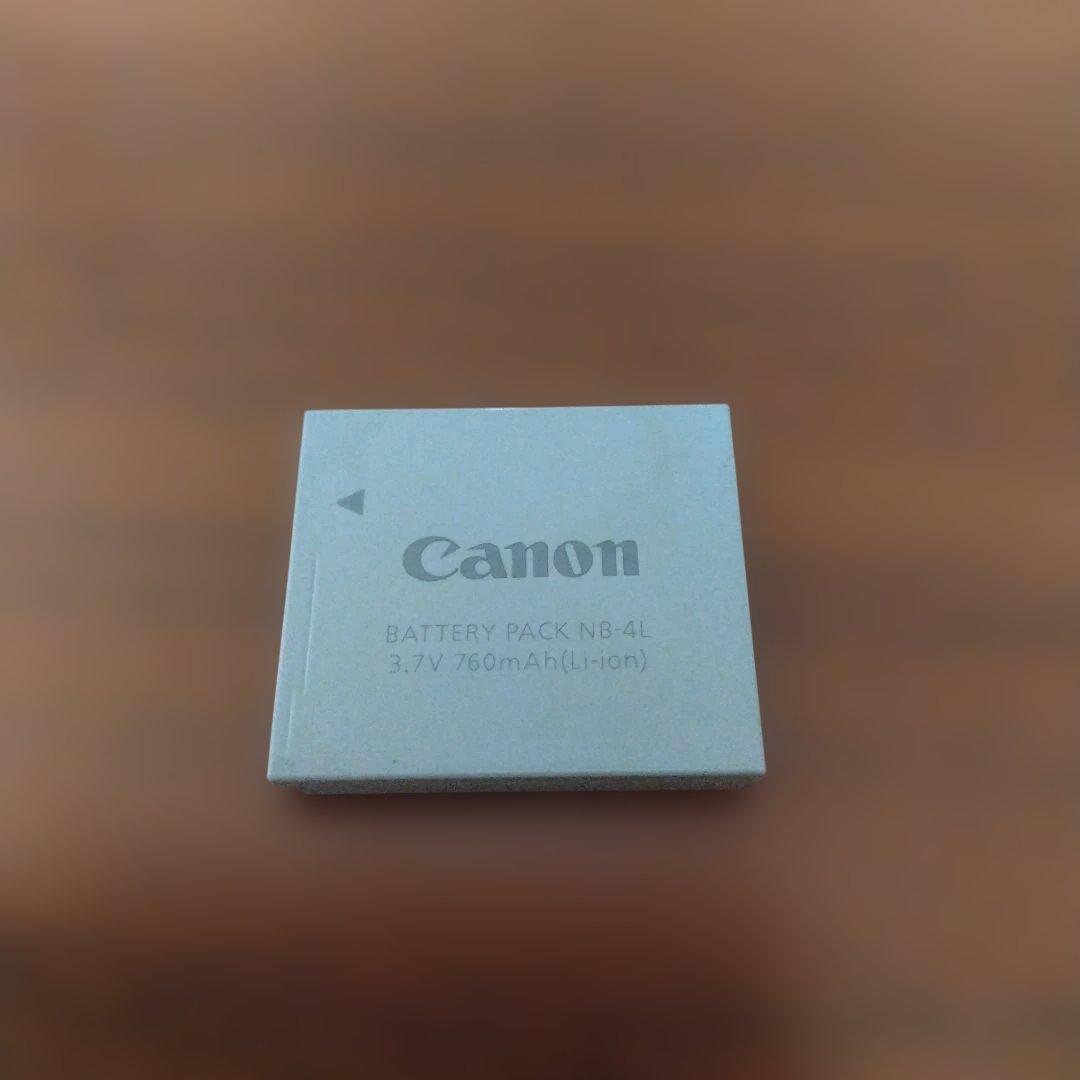 Canon
BATTERY PACK NB-4L
3.7V 760mAh(Li-ion)